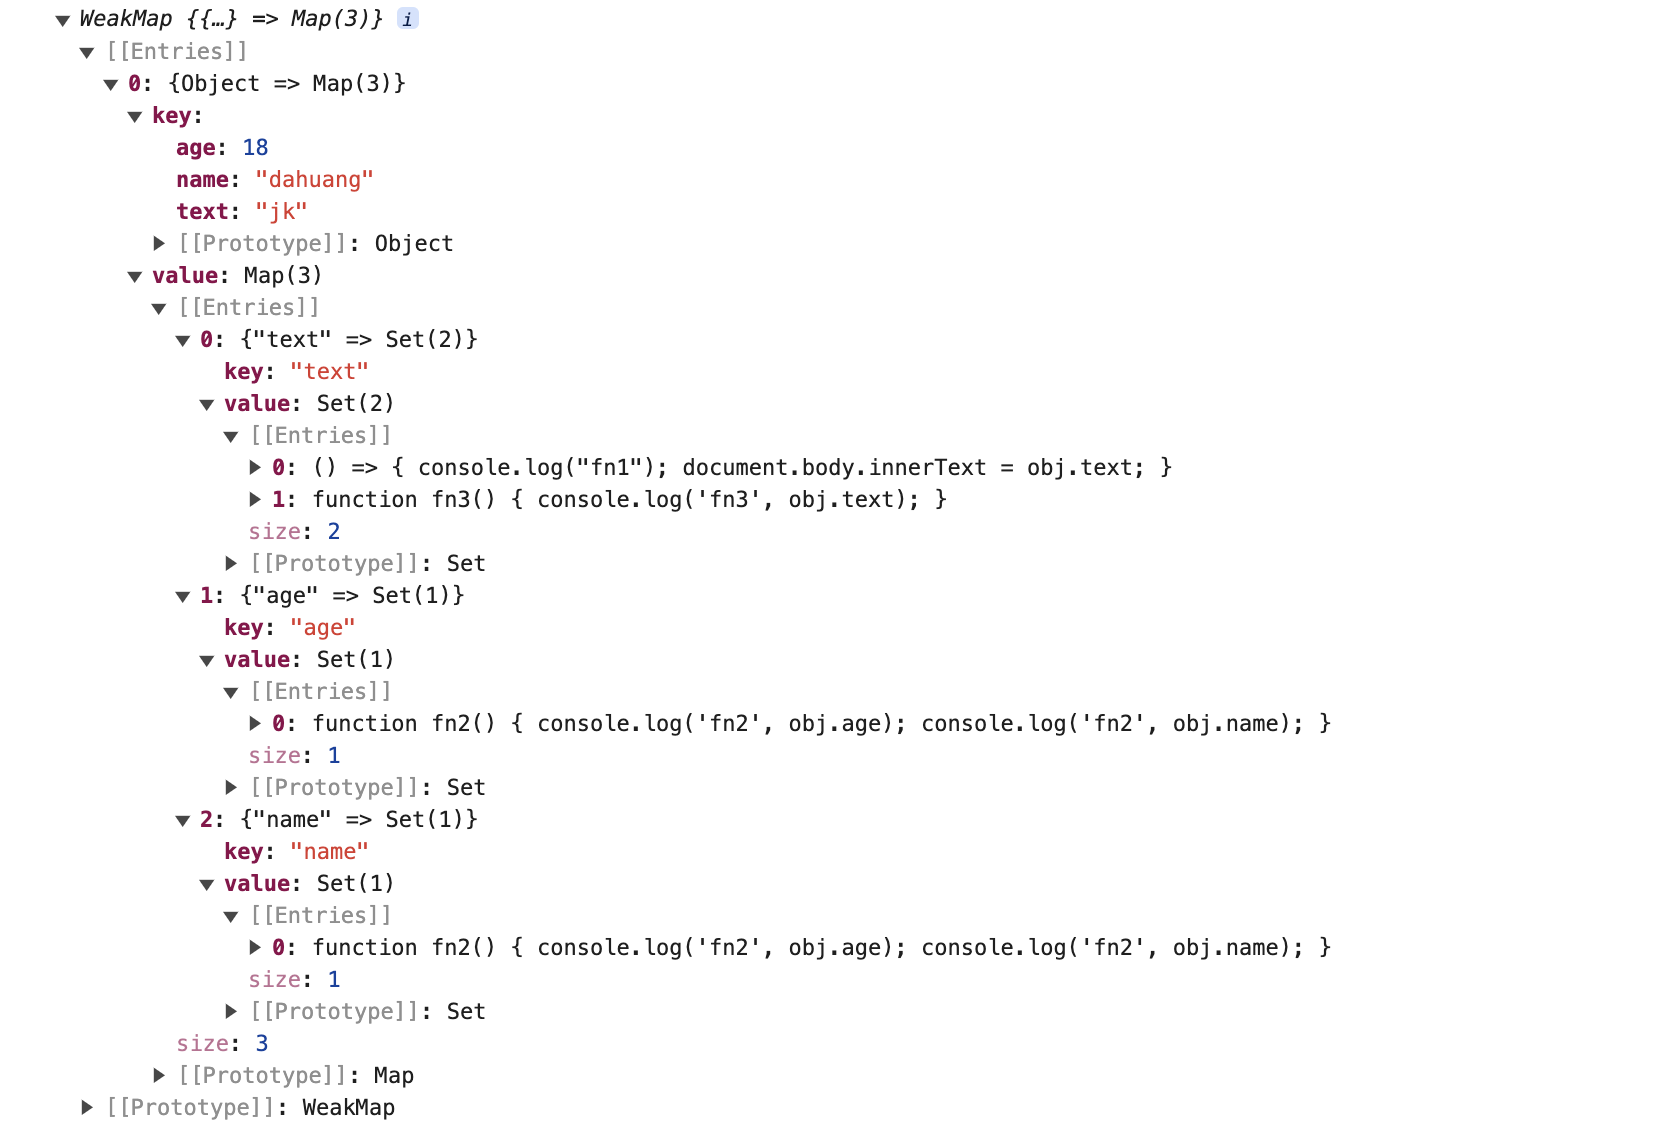 WeakMap {{…} => Map(3)} i
[[Entries]]
0: {Object => Map(3)}
key:
age: 18
name: "dahuang"
text: "jk"
[[Prototype]]: Object
value: Map(3)
[[Entries]]
0: {"text" => Set(2)}
key: "text"
value: Set(2)
[[Entries]]
0: () => { console.log("fn1"); document.body.innerText = obj.text; }
1: function fn3() { console.log('fn3', obj.text); }
size: 2
[[Prototype]]: Set
1: {"age" => Set(1)}
key: "age"
value: Set(1)
[[Entries]]
0: function fn2() { console.log('fn2', obj.age); console.log('fn2', obj.name); }
size: 1
[[Prototype]]: Set
2: {"name" => Set(1)}
key: "name"
value: Set(1)
[[Entries]]
0: function fn2() { console.log('fn2', obj.age); console.log('fn2', obj.name); }
size: 1
[[Prototype]]: Set
size: 3
[[Prototype]]: Map
[[Prototype]]: WeakMap